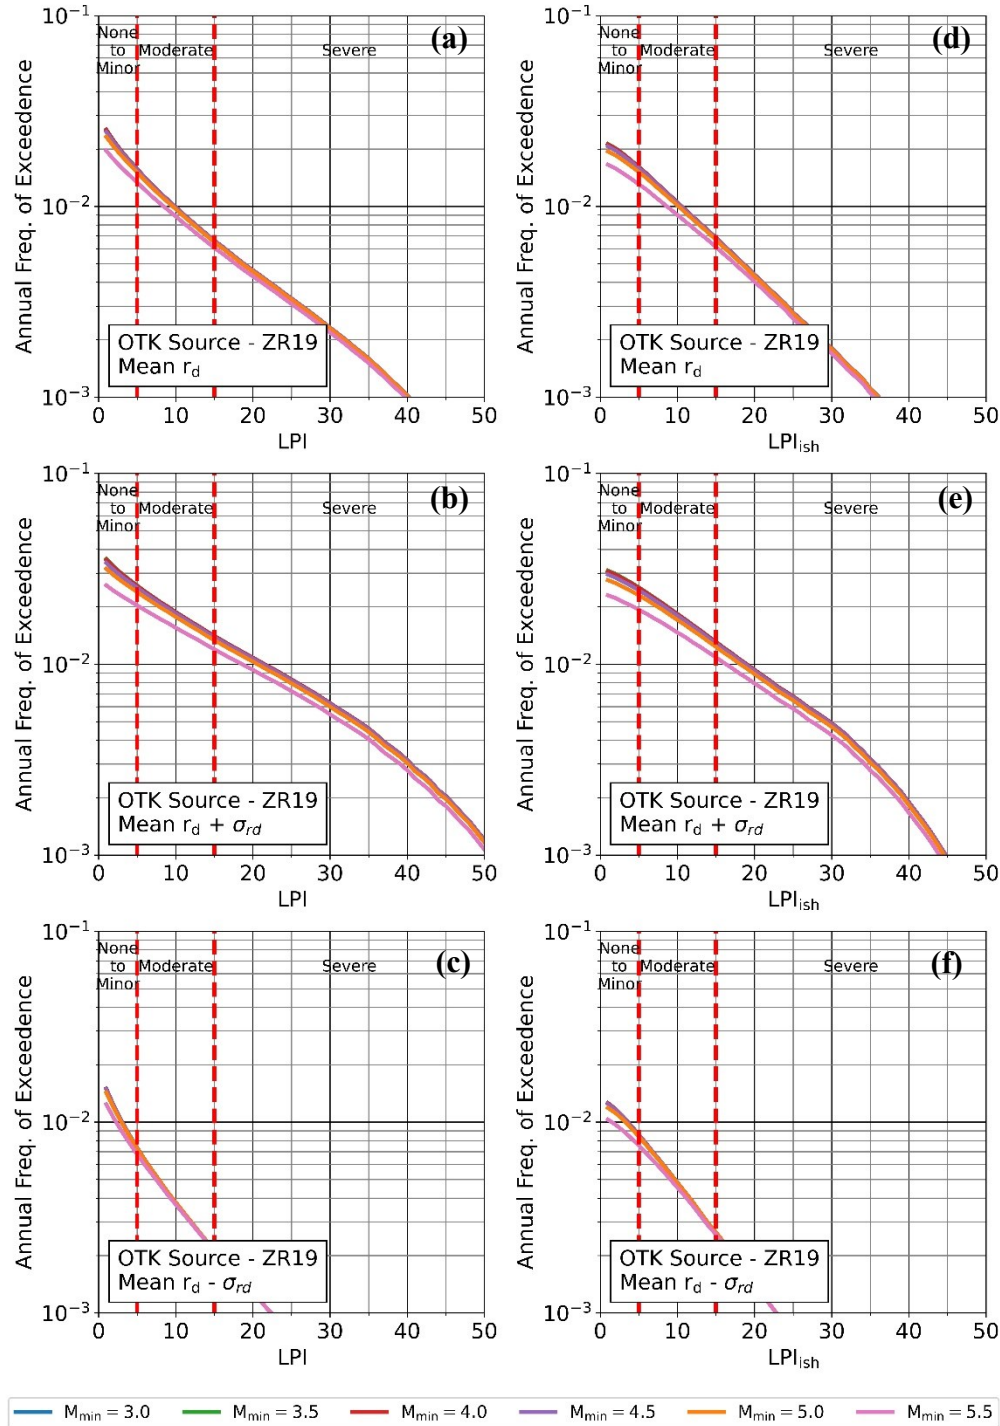 10⁻¹
10⁻²
10⁻³
Annual Freq. of Exceedence
None
to
Minor
Moderate
Severe
(a)
OTK Source - ZR19
Mean r_d
0 10 20 30 40 50
LPI
10⁻¹
10⁻²
10⁻³
Annual Freq. of Exceedence
None
to
Minor
Moderate
Severe
(d)
OTK Source - ZR19
Mean r_d
0 10 20 30 40 50
LPI_ish
10⁻¹
10⁻²
10⁻³
Annual Freq. of Exceedence
None
to
Minor
Moderate
Severe
(b)
OTK Source - ZR19
Mean r_d + σ_rd
0 10 20 30 40 50
LPI
10⁻¹
10⁻²
10⁻³
Annual Freq. of Exceedence
None
to
Minor
Moderate
Severe
(e)
OTK Source - ZR19
Mean r_d + σ_rd
0 10 20 30 40 50
LPI_ish
10⁻¹
10⁻²
10⁻³
Annual Freq. of Exceedence
None
to
Minor
Moderate
Severe
(c)
OTK Source - ZR19
Mean r_d - σ_rd
0 10 20 30 40 50
LPI
10⁻¹
10⁻²
10⁻³
Annual Freq. of Exceedence
None
to
Minor
Moderate
Severe
(f)
OTK Source - ZR19
Mean r_d - σ_rd
0 10 20 30 40 50
LPI_ish
M_min = 3.0 M_min = 3.5 M_min = 4.0 M_min = 4.5 M_min = 5.0 M_min = 5.5